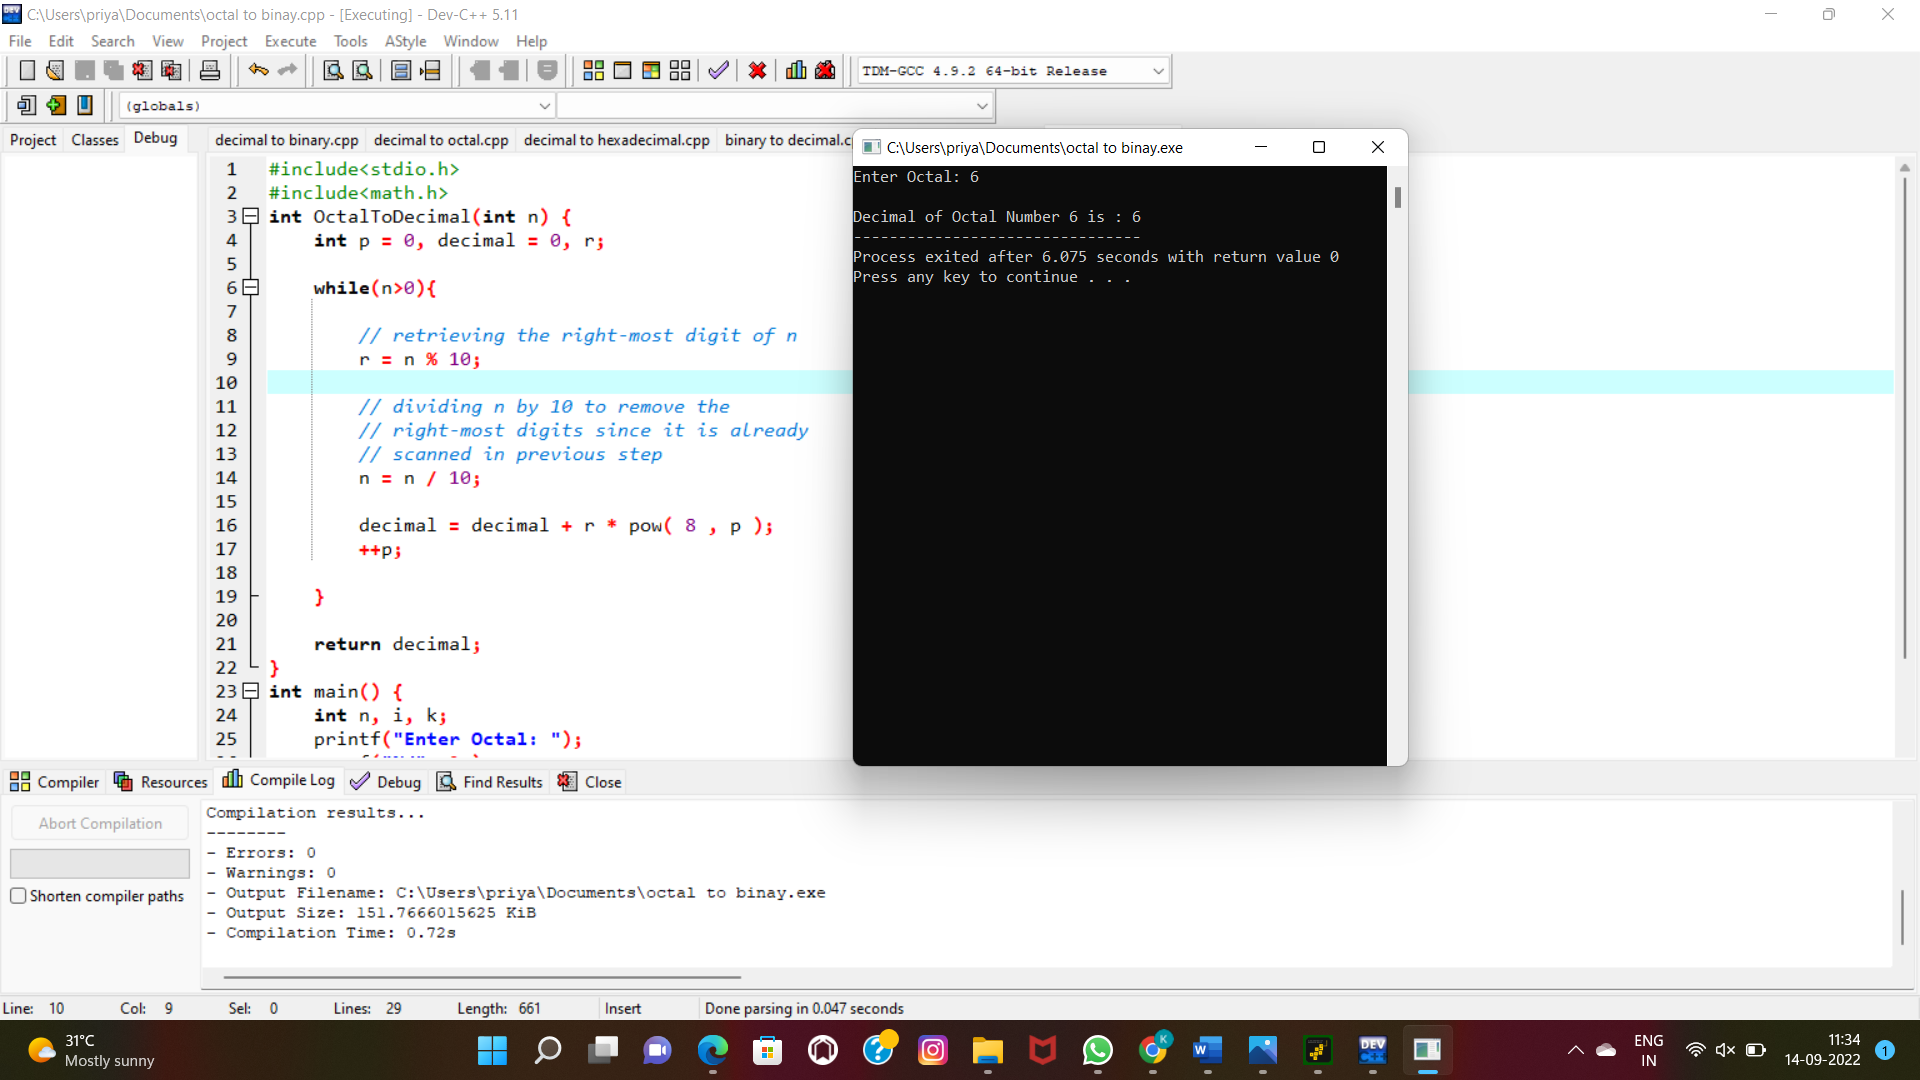 C:\Users\priya\Documents\octal to binay.cpp - [Executing] - Dev-C++ 5.11
File Edit Search View Project Execute Tools AStyle Window Help
TDM-GCC 4.9.2 64-bit Release
(globals)
Project Classes Debug
decimal to binary.cpp decimal to octal.cpp decimal to hexadecimal.cpp binary to decimal.c
1 #include<stdio.h>
2 #include<math.h>
3 int OctalToDecimal(int n) {
4 int p = 0, decimal = 0, r;
5
6 while(n>0){
7
8 // retrieving the right-most digit of n
9 r = n % 10;
10
11 // dividing n by 10 to remove the
12 // right-most digits since it is already
13 // scanned in previous step
14 n = n / 10;
15
16 decimal = decimal + r * pow( 8 , p );
17 ++p;
18
19 }
20
21 return decimal;
22 }
23 int main() {
24 int n, i, k;
25 printf("Enter Octal: ");
C:\Users\priya\Documents\octal to binay.exe
Enter Octal: 6
Decimal of Octal Number 6 is : 6
--------------------------------
Process exited after 6.075 seconds with return value 0
Press any key to continue . . .
Compiler Resources Compile Log Debug Find Results Close
Abort Compilation
Shorten compiler paths
Compilation results...
--------
- Errors: 0
- Warnings: 0
- Output Filename: C:\Users\priya\Documents\octal to binay.exe
- Output Size: 151.7666015625 KiB
- Compilation Time: 0.72s
Line: 10 Col: 9 Sel: 0 Lines: 29 Length: 661 Insert Done parsing in 0.047 seconds
31°C
Mostly sunny
K
W
DEV
C++
ENG
IN
11:34
14-09-2022
1